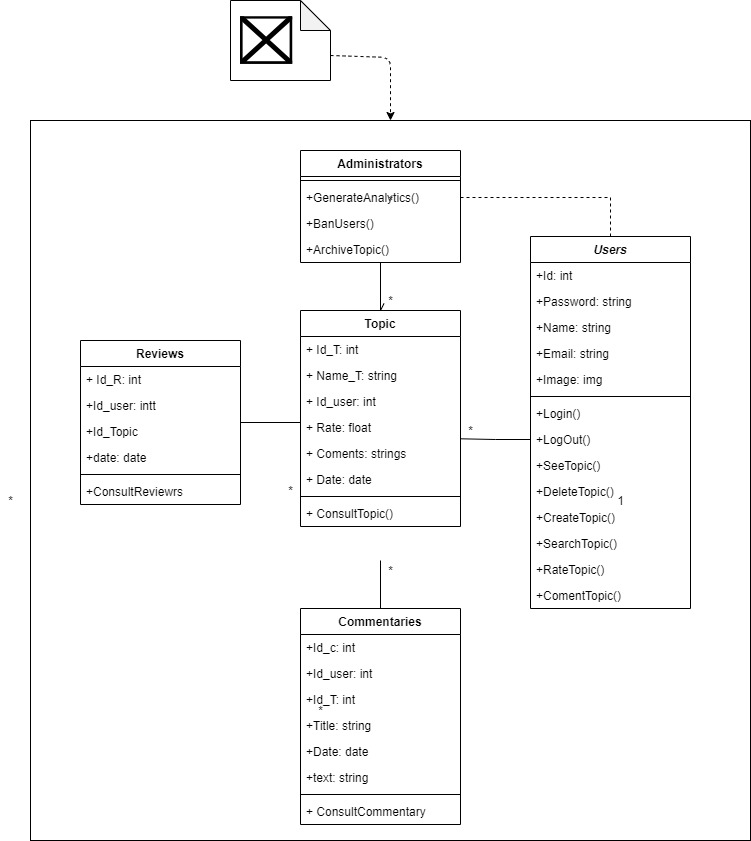 Administrators
+GenerateAnalytics()
+BanUsers()
+ArchiveTopic()
*
Users
+Id: int
+Password: string
+Name: string
+Email: string
+Image: img
+Login()
+LogOut()
+SeeTopic()
+DeleteTopic()
1
+CreateTopic()
+SearchTopic()
+RateTopic()
+ComentTopic()
*
Topic
+ Id_T: int
+ Name_T: string
+ Id_user: int
+ Rate: float
+ Coments: strings
+ Date: date
+ ConsultTopic()
*
Reviews
+ Id_R: int
+Id_user: intt
+Id_Topic
+date: date
+ConsultReviewrs
*
*
Commentaries
+Id_c: int
+Id_user: int
+Id_T: int
*
+Title: string
+Date: date
+text: string
+ ConsultCommentary